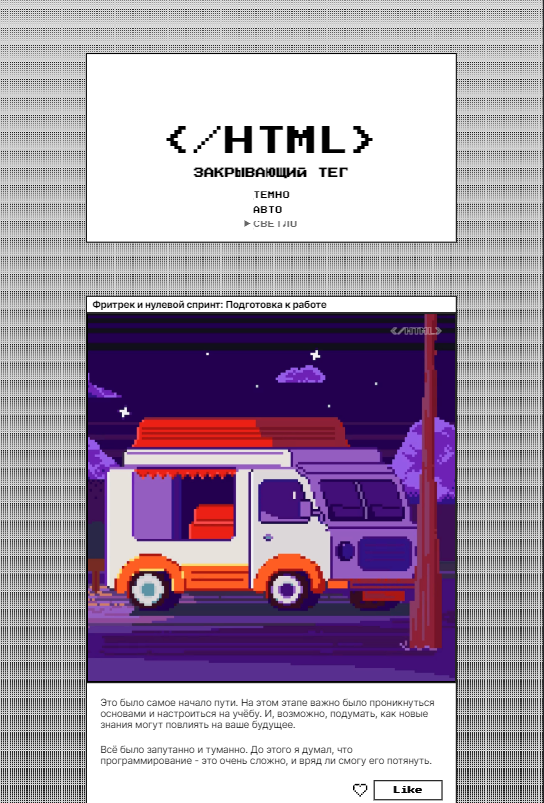 </HTML>
ЗАКРЫВАЮЩИЙ ТЕГ
ТЕМНО
АВТО
▶ СВЕТЛО
Фритрек и нулевой спринт: Подготовка к работе
</HTML>
Это было самое начало пути. На этом этапе важно было проникнуться
основами и настроиться на учёбу. И, возможно, подумать, как новые
знания могут повлиять на ваше будущее.
Всё было запутанно и туманно. До этого я думал, что
программирование - это очень сложно, и вряд ли смогу его потянуть.
Like